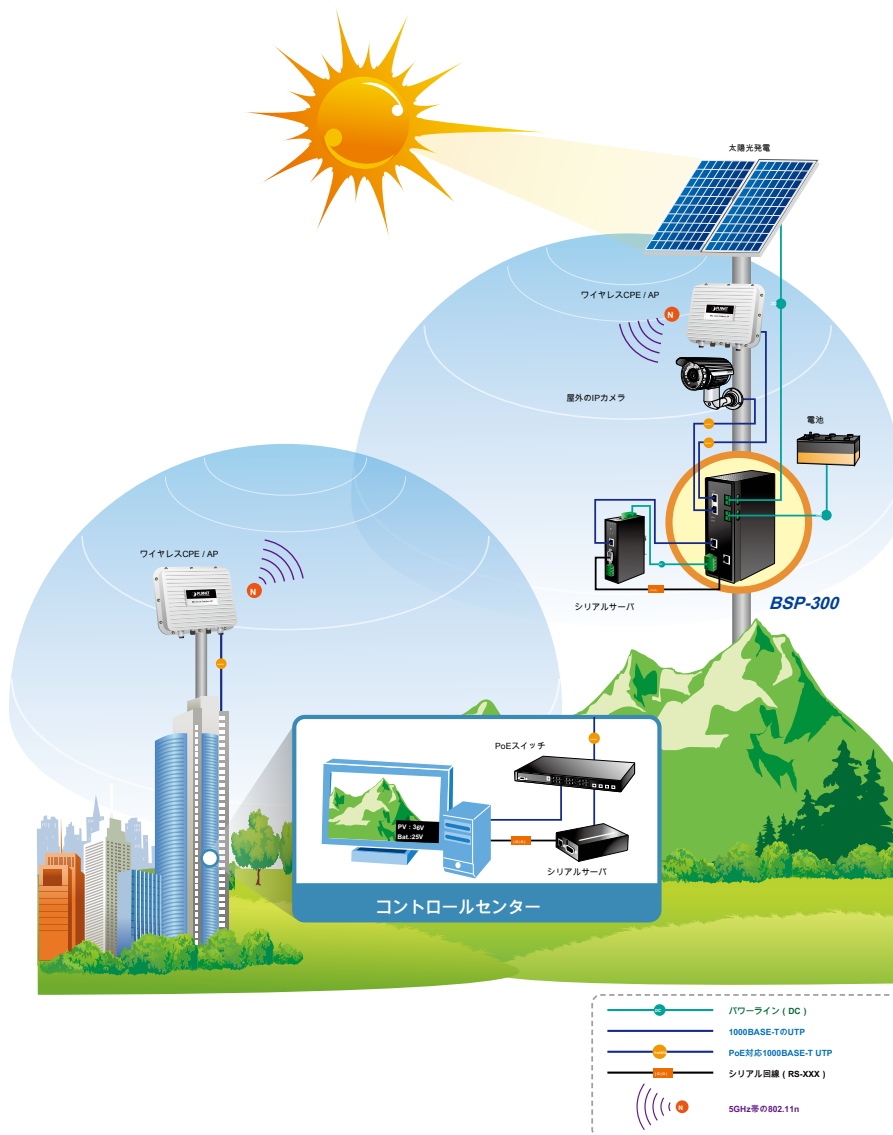 太陽光発電
ワイヤレスCPE / AP
PLANET
N
屋外のIPカメラ
電池
ワイヤレスCPE / AP
PLANET
N
シリアルサーバ
BSP-300
PoEスイッチ
PV : 36V
Bat.:25V
シリアルサーバ
コントロールセンター
DC
パワーライン ( DC )
1000BASE-TのUTP
PoE対応1000BASE-T UTP
シリアル回線 ( RS-XXX )
N
5GHz帯の802.11n